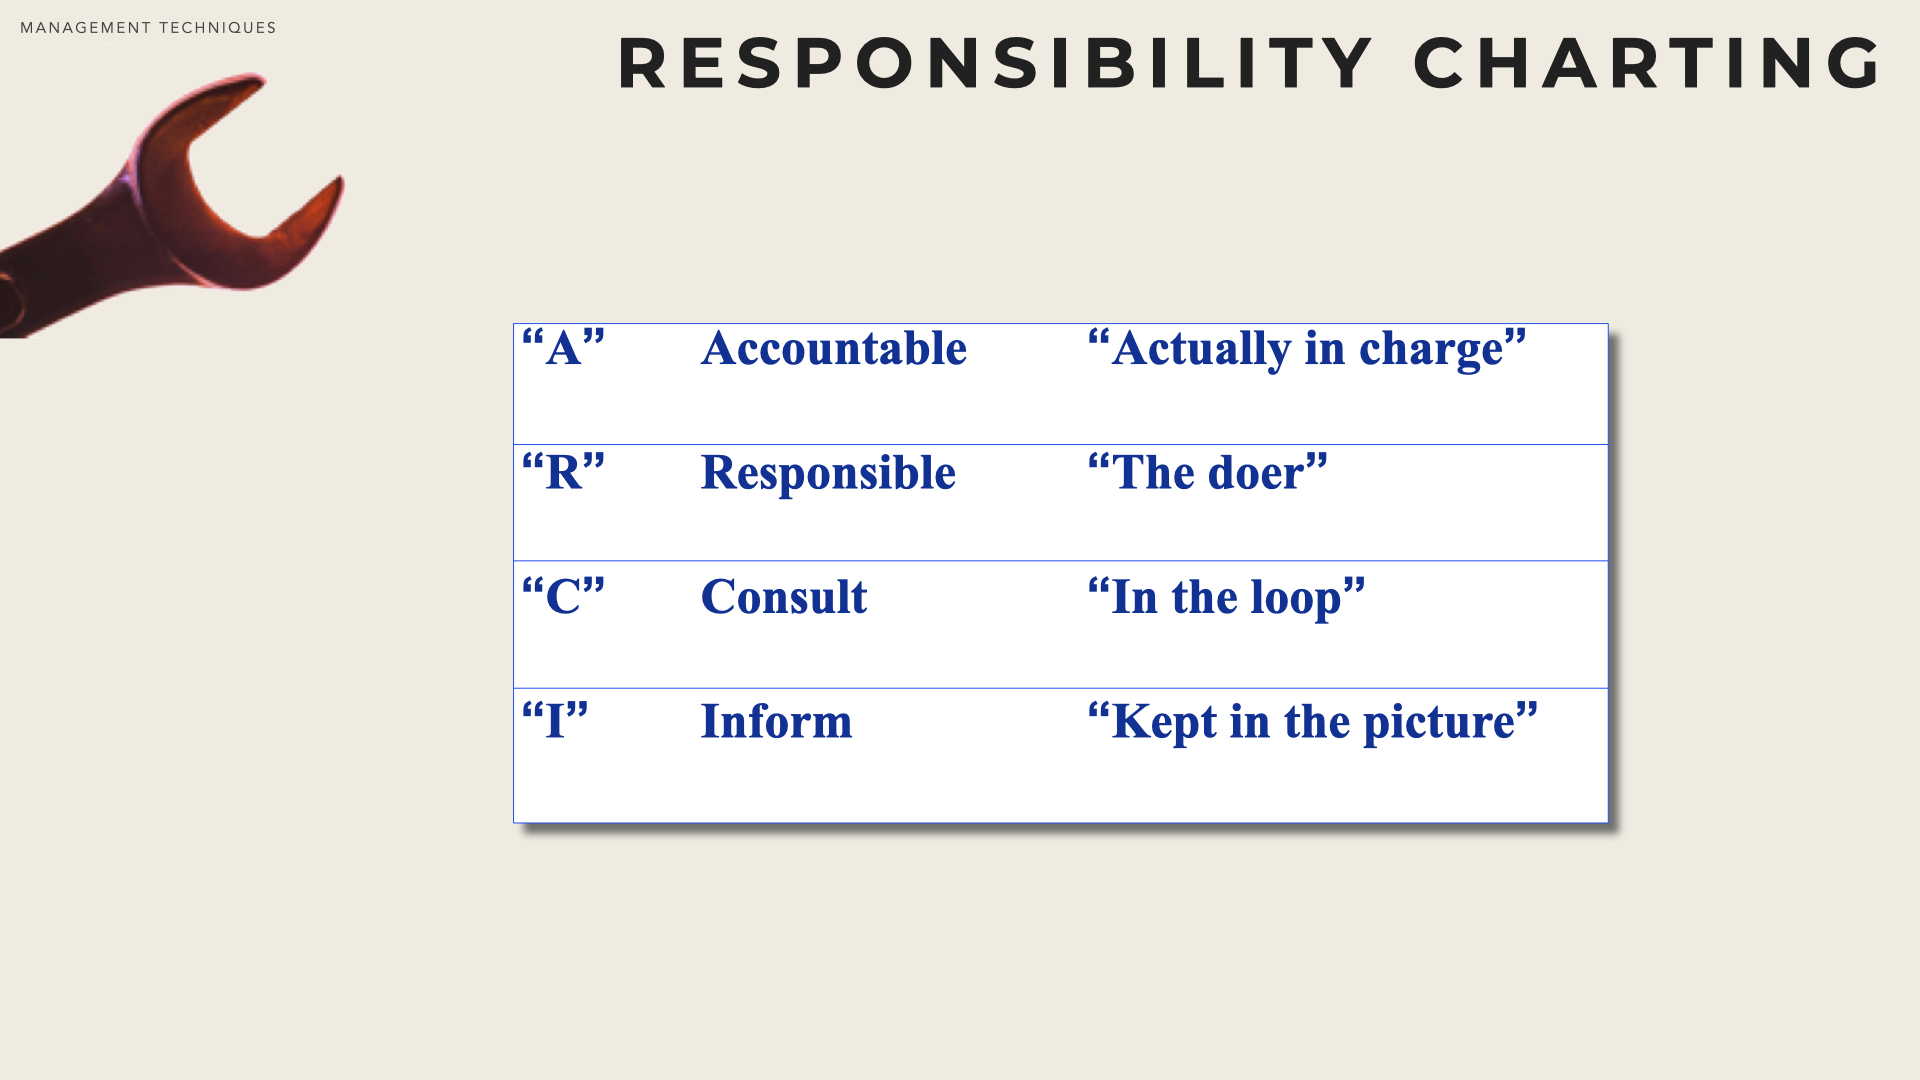 MANAGEMENT TECHNIQUES
RESPONSIBILITY CHARTING
“A” Accountable “Actually in charge”
“R” Responsible “The doer”
“C” Consult “In the loop”
“I” Inform “Kept in the picture”